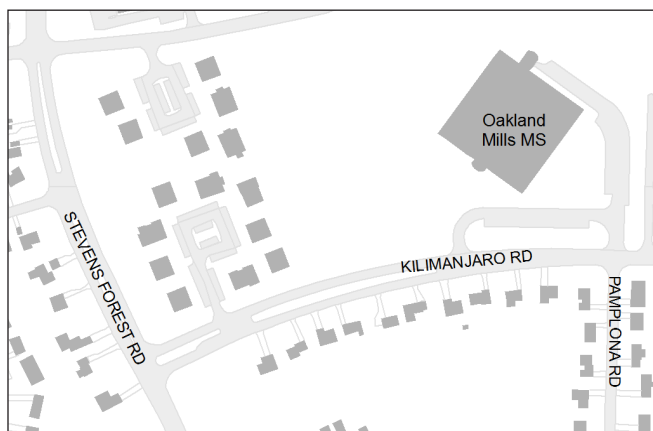 Oakland
Mills MS
KILIMANJARO RD
STEVENS FOREST RD
PAMPLONA RD